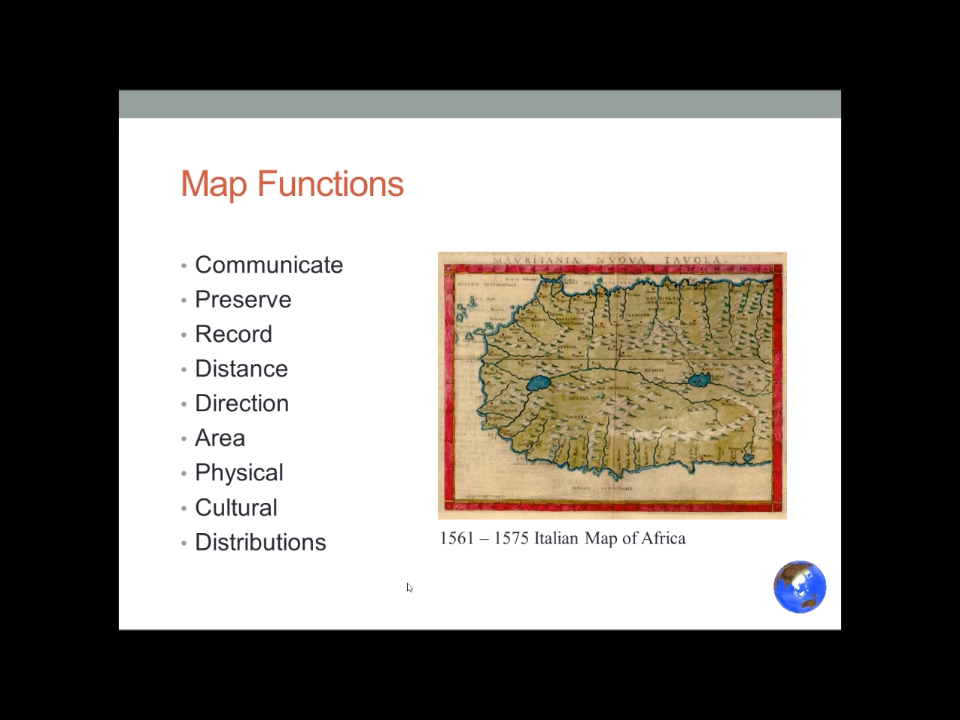 Map Functions
• Communicate
• Preserve
• Record
• Distance
• Direction
• Area
• Physical
• Cultural
• Distributions
MAVRITANIA NVOVA TAVOLA
1561 – 1575 Italian Map of Africa